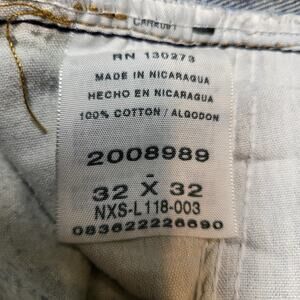 RN 130273
MADE IN NICARAGUA
HECHO EN NICARAGUA
100% COTTON / ALGODON
2008989
-
32 X 32
NXS-L118-003
083622226690